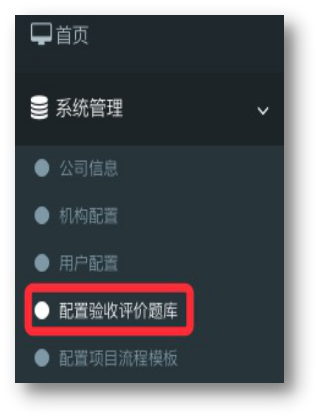 首页
系统管理
公司信息
机构配置
用户配置
配置验收评价题库
配置项目流程模板